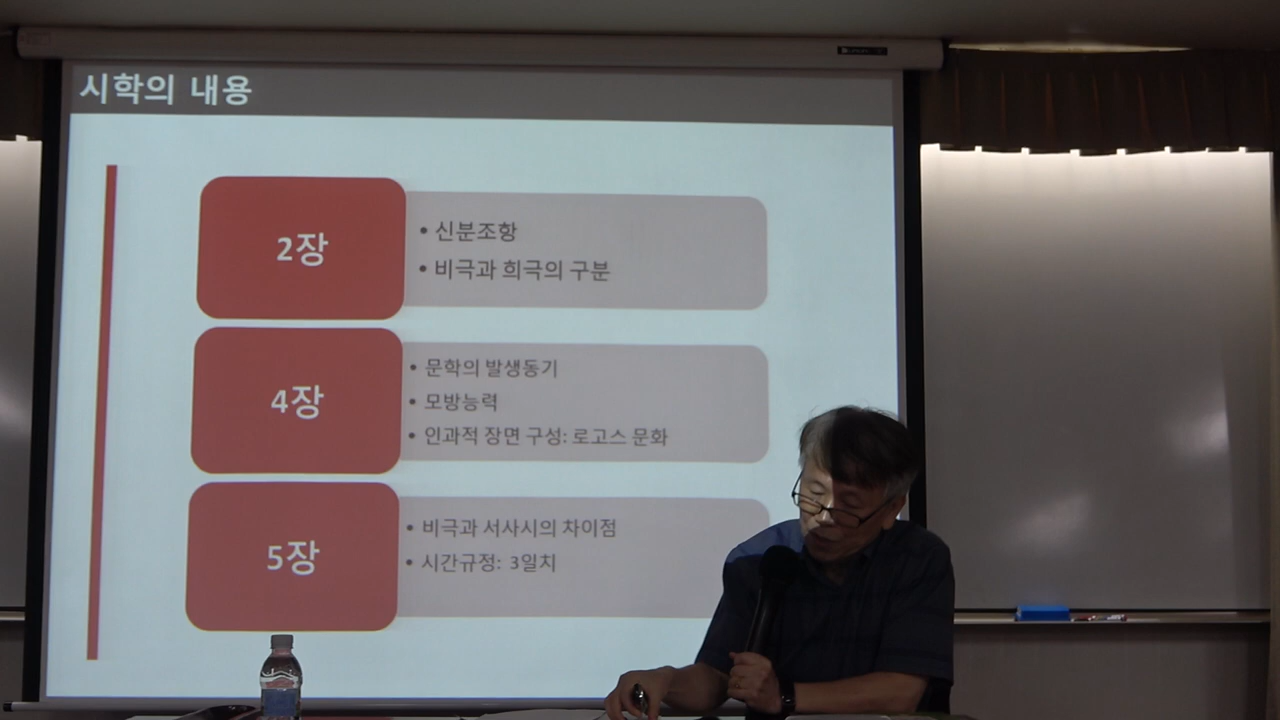 시학의 내용
2장
• 신분조항
• 비극과 희극의 구분
4장
• 문학의 발생동기
• 모방능력
• 인과적 장면 구성: 로고스 문화
5장
• 비극과 서사시의 차이점
• 시간규정: 3일치